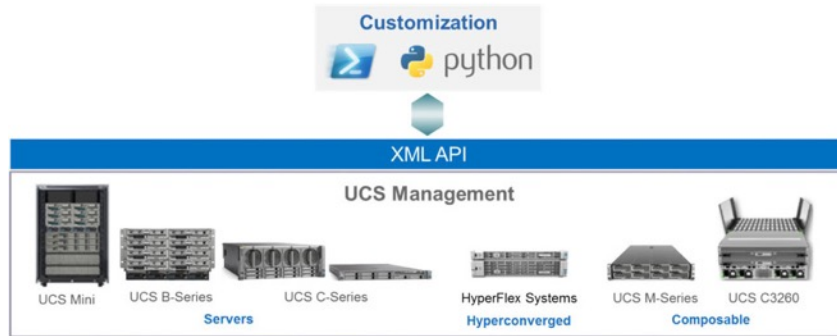 Customization
python
XML API
UCS Management
UCS Mini
UCS B-Series
UCS C-Series
HyperFlex Systems
UCS M-Series
UCS C3260
Servers
Hyperconverged
Composable